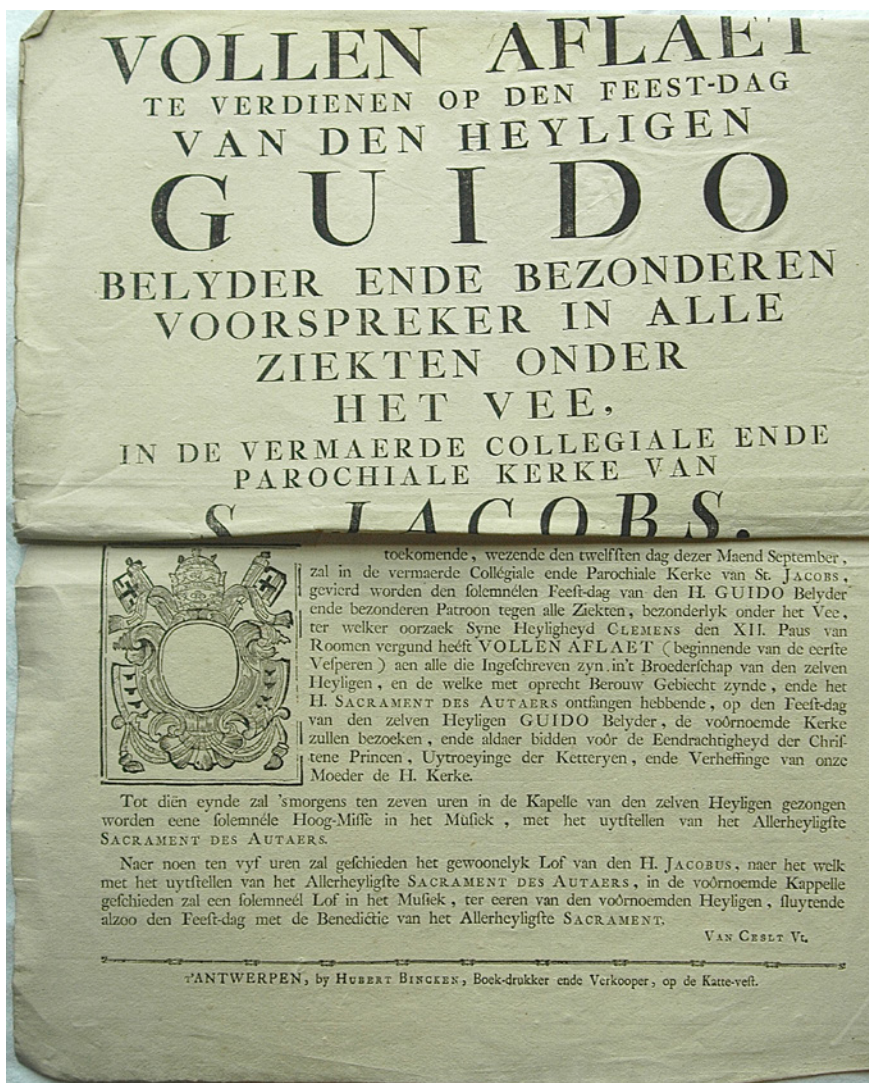 VOLLEN AFLAET
TE VERDIENEN OP DEN FEEST-DAG
VAN DEN HEYLIGEN
GUIDO
BELYDER ENDE BEZONDEREN
VOORSPREKER IN ALLE
ZIEKTEN ONDER
HET VEE,
IN DE VERMAERDE COLLEGIALE ENDE
PAROCHIALE KERKE VAN
S. JACOBS.
toekomende, wezende den twelfſten dag dezer Maend September,
zal in de vermaerde Collégiale ende Parochiale Kerke van St. JACOBS,
gevierd worden den ſolemnélen Feeſt-dag van den H. GUIDO Belyder
ende bezonderen Patroon tegen alle Ziekten, bezonderlyk onder het Vee,
ter welker oorzaek Syne Heyligheyd CLEMENS den XII. Paus van
Roomen vergund heéft VOLLEN AFLAET (beginnende van de eerſte
Veſperen) aen alle die Ingeſchreven zyn in't Broederſchap van den zelven
Heyligen, en de welke met oprecht Berouw Gebiecht zynde, ende het
H. SACRAMENT DES AUTAERS ontfangen hebbende, op den Feeſt-dag
van den zelven Heyligen GUIDO Belyder, de voôrnoemde Kerke
zullen bezoeken, ende aldaer bidden voôr de Eendrachtigheyd der Chriſ-
tene Princen, Uytroeyinge der Ketteryen, ende Verheffinge van onze
Moeder de H. Kerke.
Tot diën eynde zal 'smorgens ten zeven uren in de Kapelle van den zelven Heyligen gezongen
worden eene ſolemnéle Hoog-Miſſe in het Muſiek, met het uytſtellen van het Allerheyligſte
SACRAMENT DES AUTAERS.
Naer noen ten vyf uren zal geſchieden het gewoonelyk Lof van den H. JACOBUS, naer het welk
met het uytſtellen van het Allerheyligſte SACRAMENT DES AUTAERS, in de voôrnoemde Kappelle
geſchieden zal een ſolemneél Lof in het Muſiek, ter eeren van den voôrnoemden Heyligen, ſluytende
alzoo den Feeſt-dag met de Benedictie van het Allerheyligſte SACRAMENT.
VAN CESLT Vt.
T'ANTWERPEN, by HUBERT BINCKEN, Boek-drukker ende Verkooper, op de Katte-veſt.